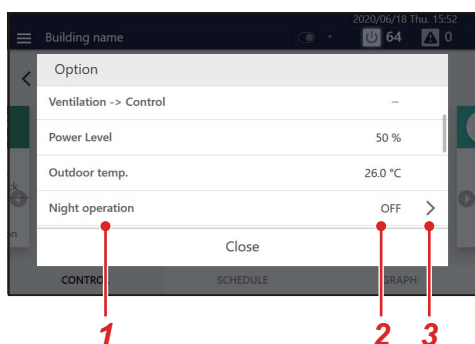 2020/06/18 Thu. 15:52
Building name 64 0
Option
Ventilation -> Control –
Power Level 50 %
Outdoor temp. 26.0 °C
Night operation OFF >
Close
CONTROL SCHEDULE GRAPH
1 2 3